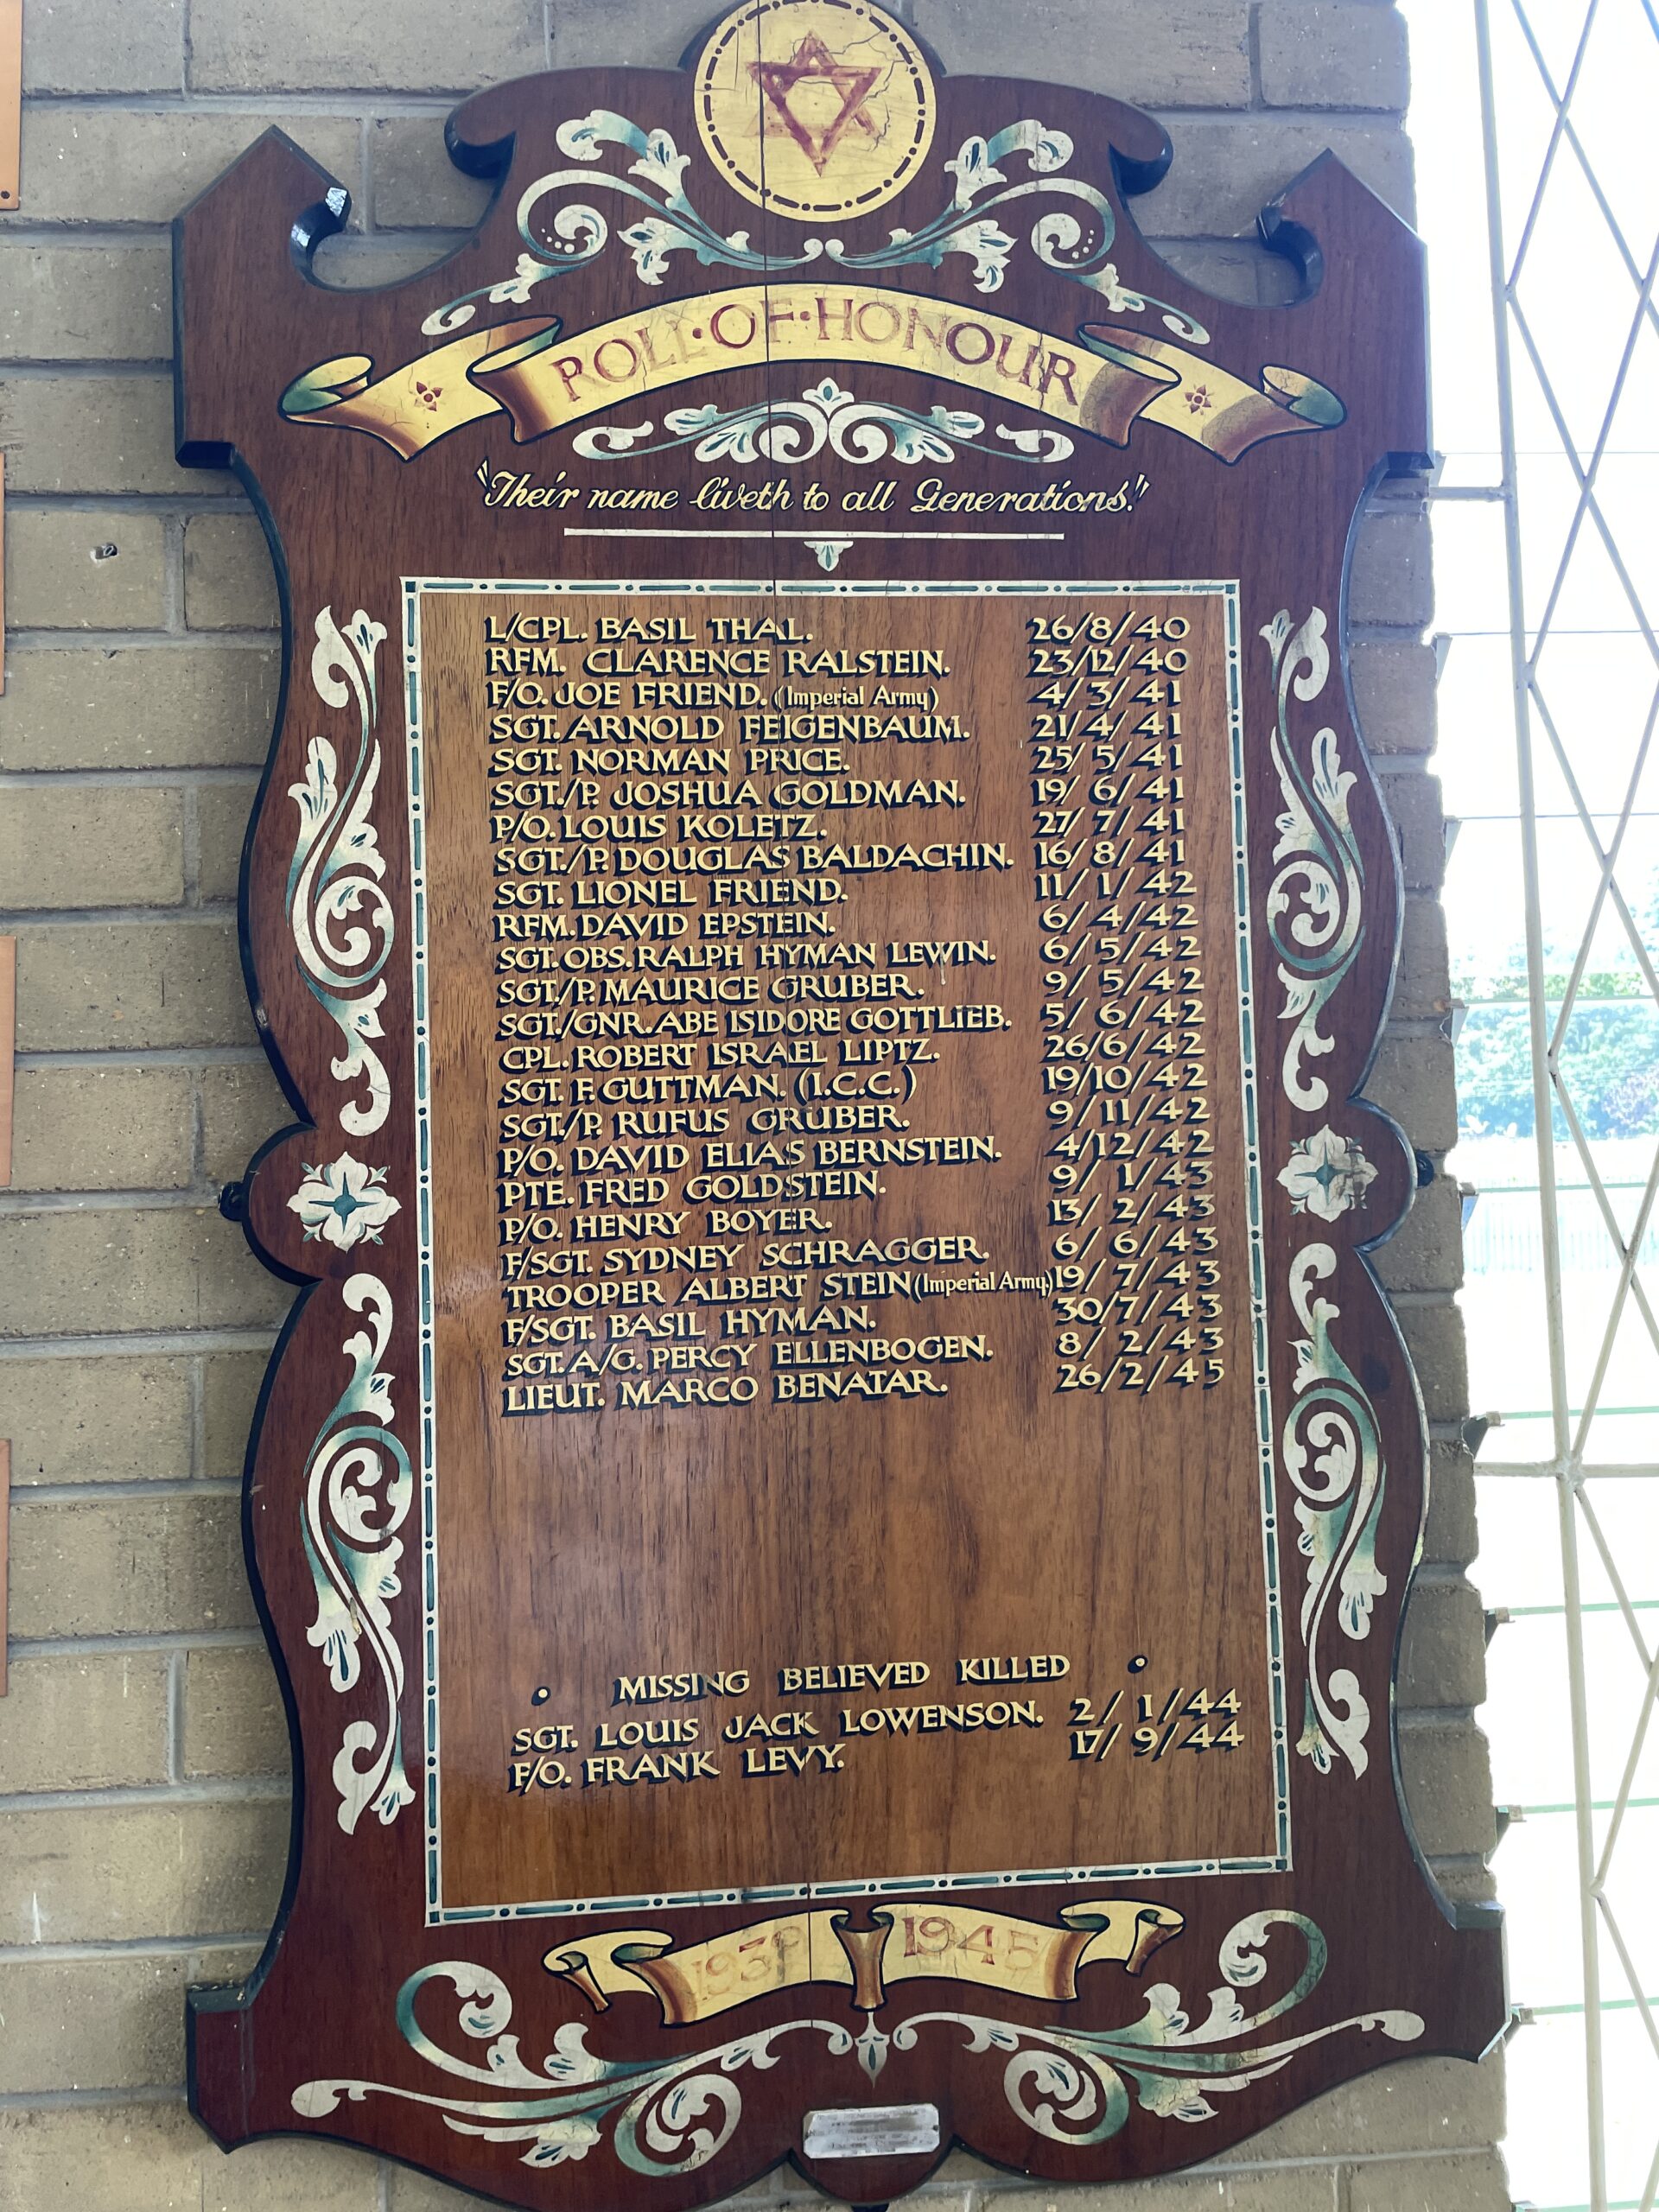 ROLL·OF·HONOUR
"Their name liveth to all Generations."
L/CPL. BASIL THAL. 26/8/40
RFM. CLARENCE RALSTEIN. 23/12/40
F/O. JOE FRIEND. (Imperial Army) 4/3/41
SGT. ARNOLD FEIGENBAUM. 21/4/41
SGT. NORMAN PRICE. 25/5/41
SGT./P. JOSHUA GOLDMAN. 19/6/41
P/O. LOUIS KOLETZ. 27/7/41
SGT./P. DOUGLAS BALDACHIN. 16/8/41
SGT. LIONEL FRIEND. 11/1/42
RFM. DAVID EPSTEIN. 6/4/42
SGT. OBS. RALPH HYMAN LEWIN. 6/5/42
SGT./P. MAURICE GRUBER. 9/5/42
SGT./GNR. ABE ISIDORE GOTTLIEB. 5/6/42
CPL. ROBERT ISRAEL LIPTZ. 26/6/42
SGT. F. GUTTMAN. (I.C.C.) 19/10/42
SGT./P. RUFUS GRUBER. 9/11/42
P/O. DAVID ELIAS BERNSTEIN. 4/12/42
PTE. FRED GOLDSTEIN. 9/1/43
P/O. HENRY BOYER. 13/2/43
F/SGT. SYDNEY SCHRAGGER. 6/6/43
TROOPER ALBERT STEIN (Imperial Army.) 19/7/43
F/SGT. BASIL HYMAN. 30/7/43
SGT. A/G. PERCY ELLENBOGEN. 8/2/43
LIEUT. MARCO BENATAR. 26/2/45
• MISSING BELIEVED KILLED •
SGT. LOUIS JACK LOWENSON. 2/1/44
F/O. FRANK LEVY. 17/9/44
1939 1945